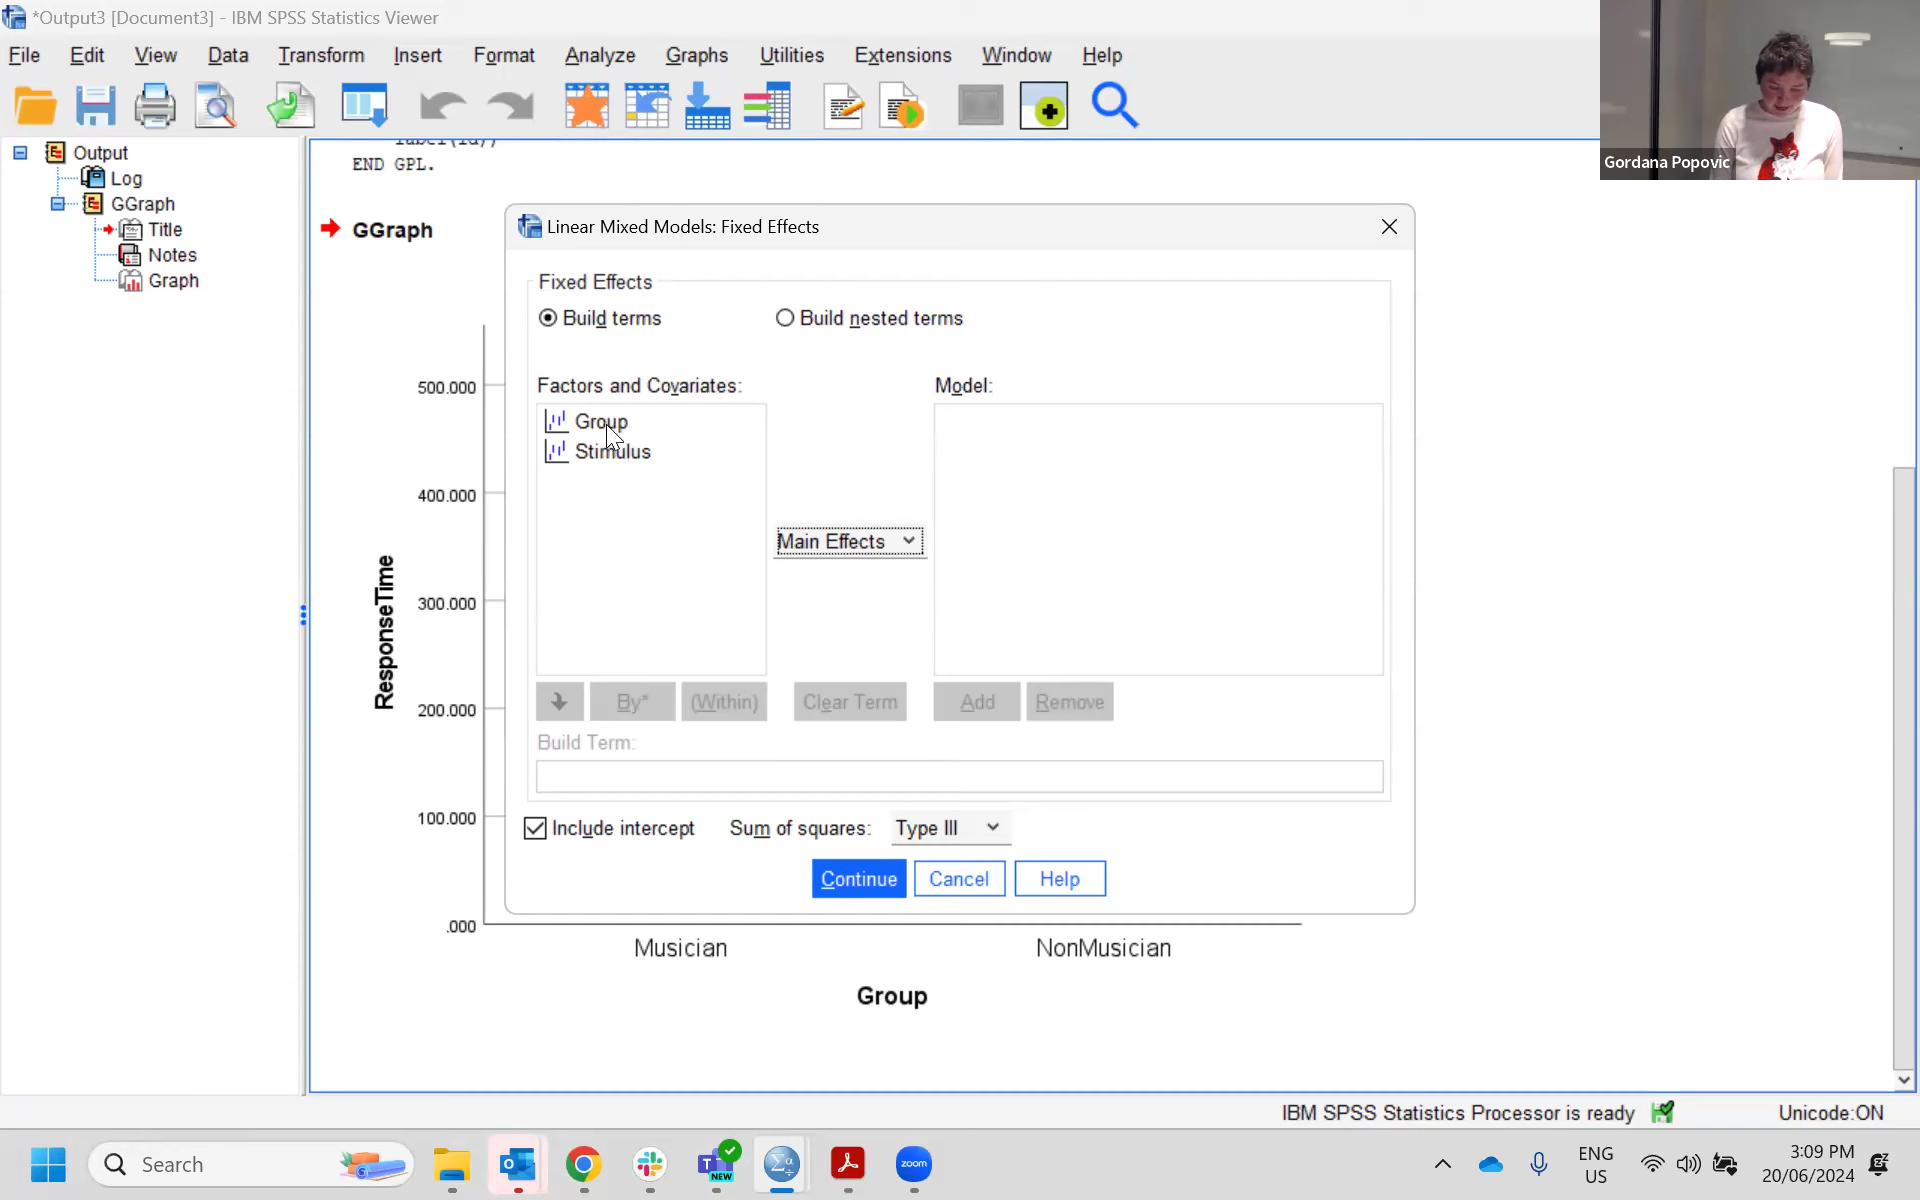 *Output3 [Document3] - IBM SPSS Statistics Viewer
File Edit View Data Transform Insert Format Analyze Graphs Utilities Extensions Window Help
Gordana Popovic
Output
Log
GGraph
Title
Notes
Graph
END GPL.
GGraph
Linear Mixed Models: Fixed Effects
Fixed Effects
Build terms Build nested terms
Factors and Covariates: Model:
Group
Stimulus
Main Effects
By* (Within) Clear Term Add Remove
Build Term:
Include intercept Sum of squares: Type III
Continue Cancel Help
500.000
400.000
300.000
200.000
100.000
.000
ResponseTime
Musician NonMusician
Group
IBM SPSS Statistics Processor is ready Unicode:ON
Search
NEW
zoom
ENG
US
3:09 PM
20/06/2024